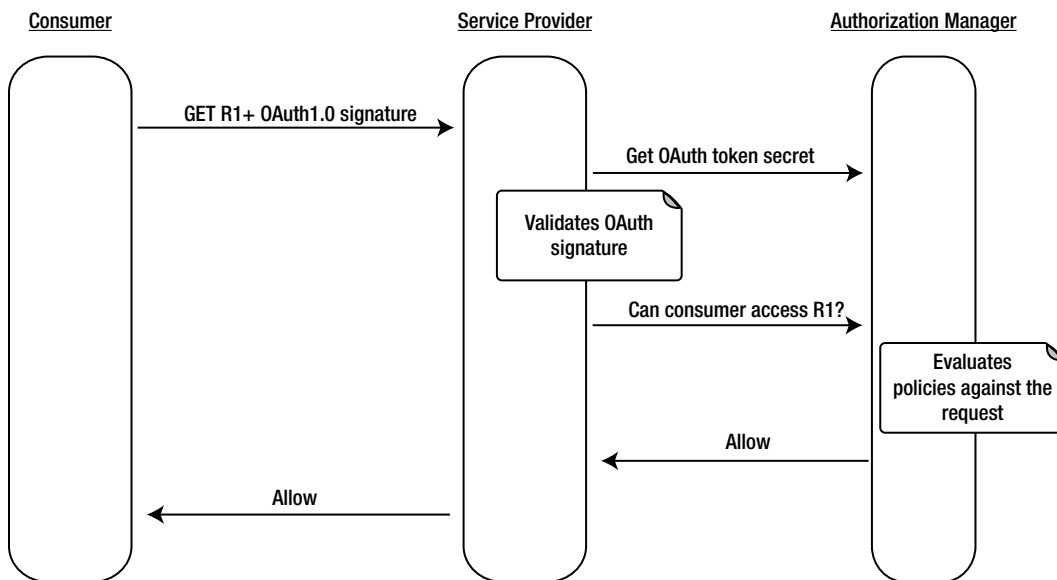 Consumer
Service Provider
Authorization Manager
GET R1+ OAuth1.0 signature
Get OAuth token secret
Validates OAuth
signature
Can consumer access R1?
Evaluates
policies against the
request
Allow
Allow